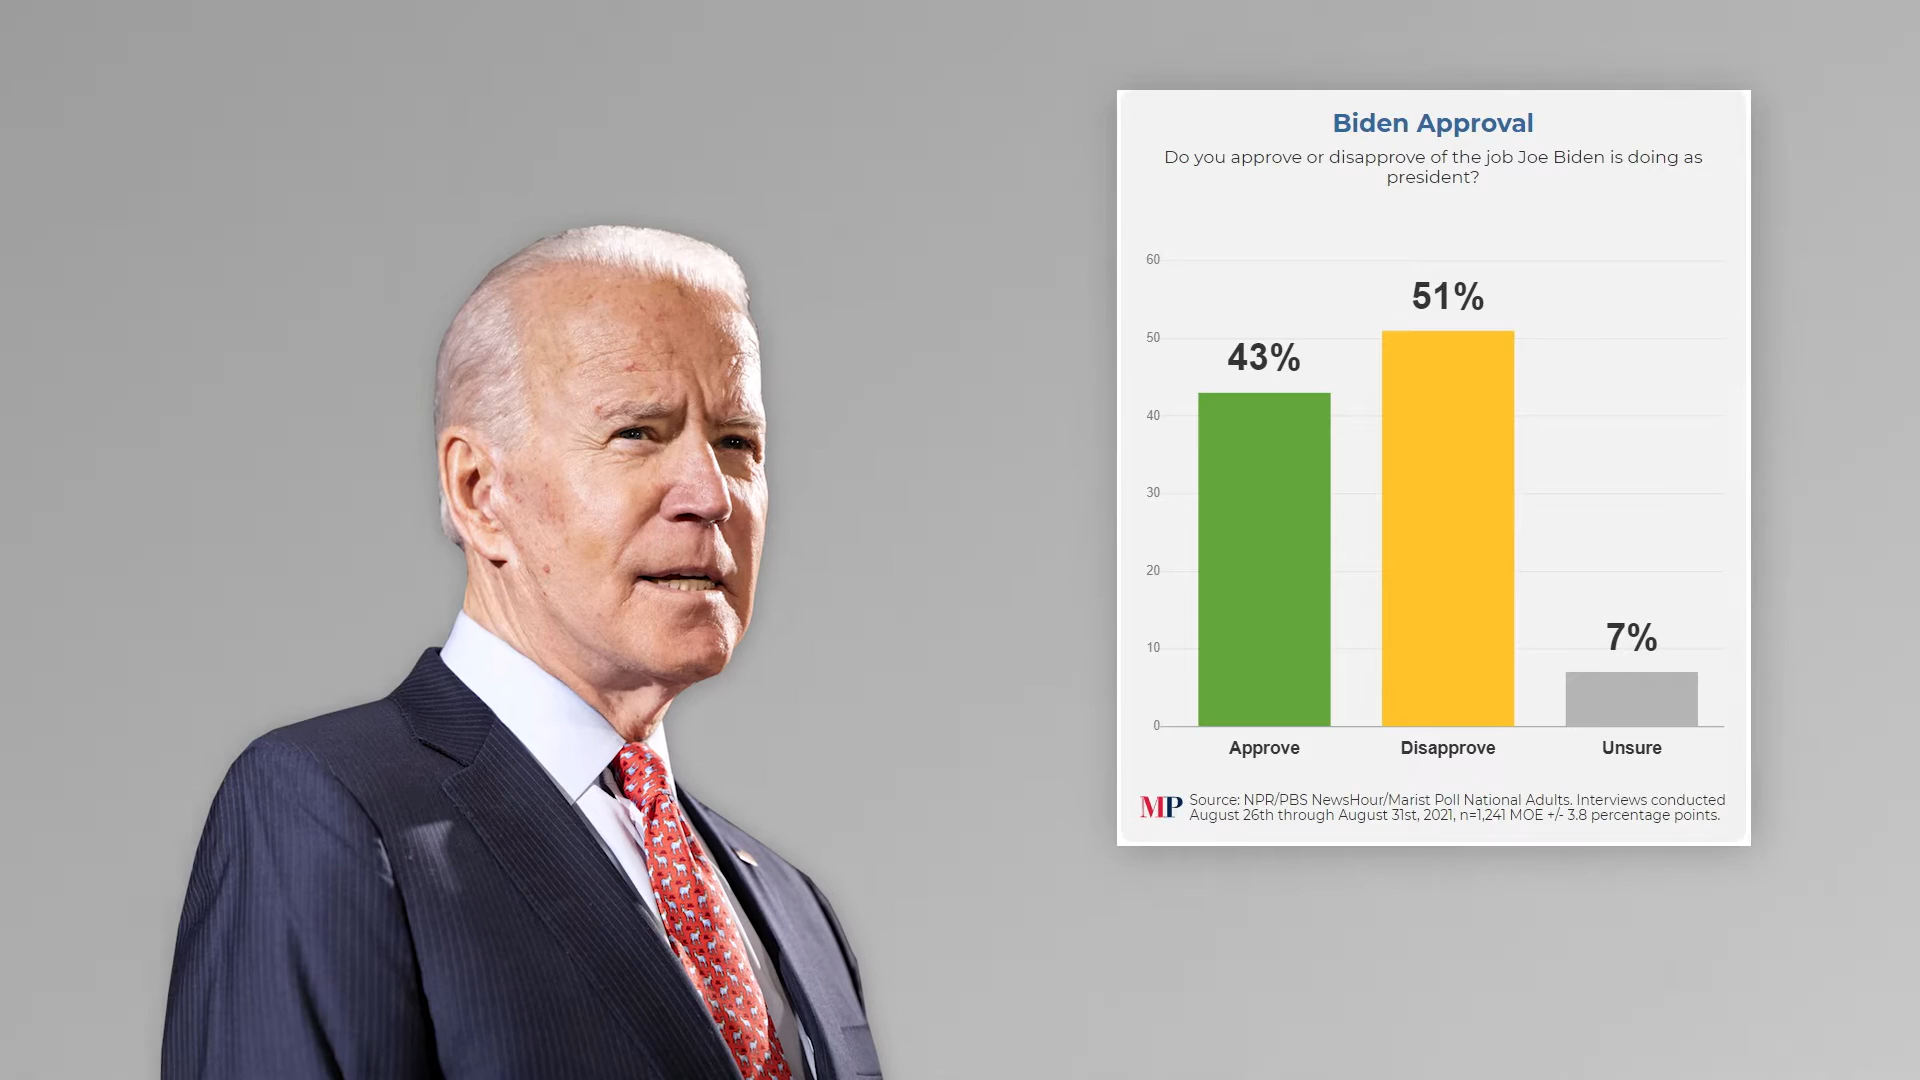 Biden Approval
Do you approve or disapprove of the job Joe Biden is doing as
president?
60
50
40
30
20
10
0
43%
51%
7%
Approve
Disapprove
Unsure
MP
Source: NPR/PBS NewsHour/Marist Poll National Adults. Interviews conducted
August 26th through August 31st, 2021, n=1,241 MOE +/- 3.8 percentage points.